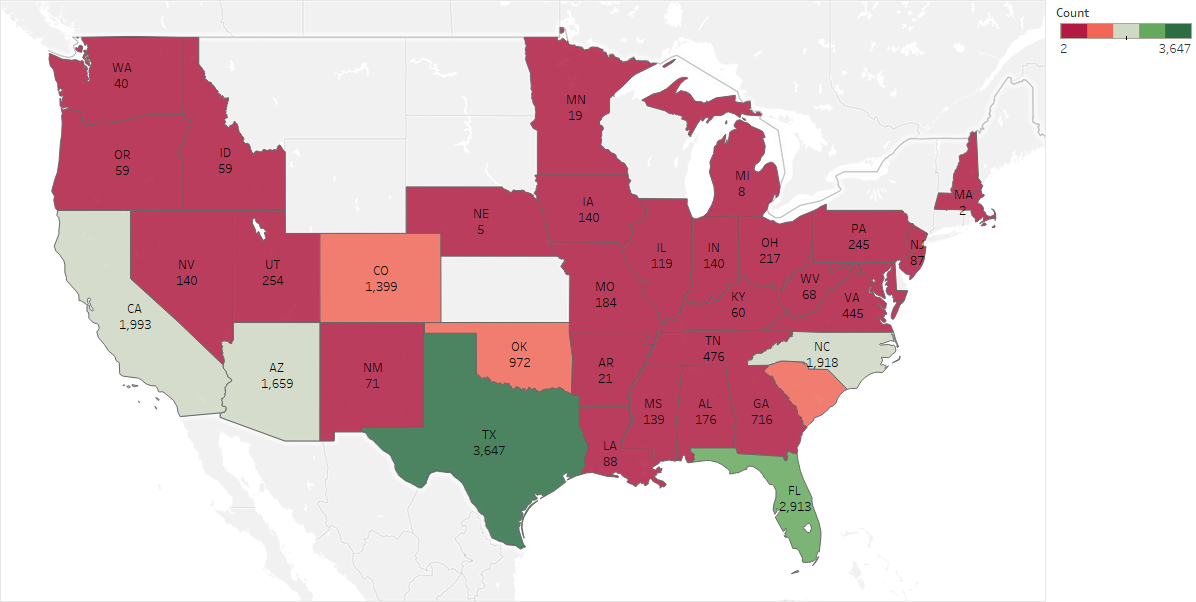 Count
2 3,647
WA
40
MN
19
OR
59
ID
59
MI
8
MA
2
NE
5
IA
140
PA
245
NJ
87
NV
140
UT
254
CO
1,399
IL
119
IN
140
OH
217
WV
68
VA
445
MO
184
KY
60
CA
1,993
AZ
1,659
NM
71
OK
972
AR
21
TN
476
NC
1,918
MS
139
AL
176
GA
716
TX
3,647
LA
88
FL
2,913